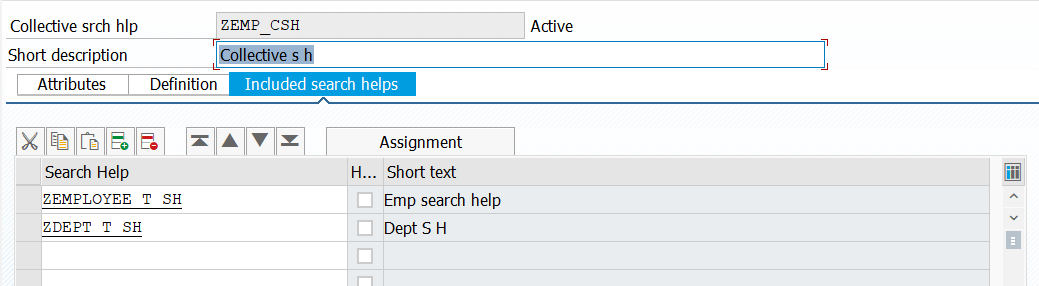 Collective srch hlp ZEMP_CSH Active
Short description Collective s h
Attributes Definition Included search helps
Assignment
Search Help H... Short text
ZEMPLOYEE_T_SH Emp search help
ZDEPT_T_SH Dept S H